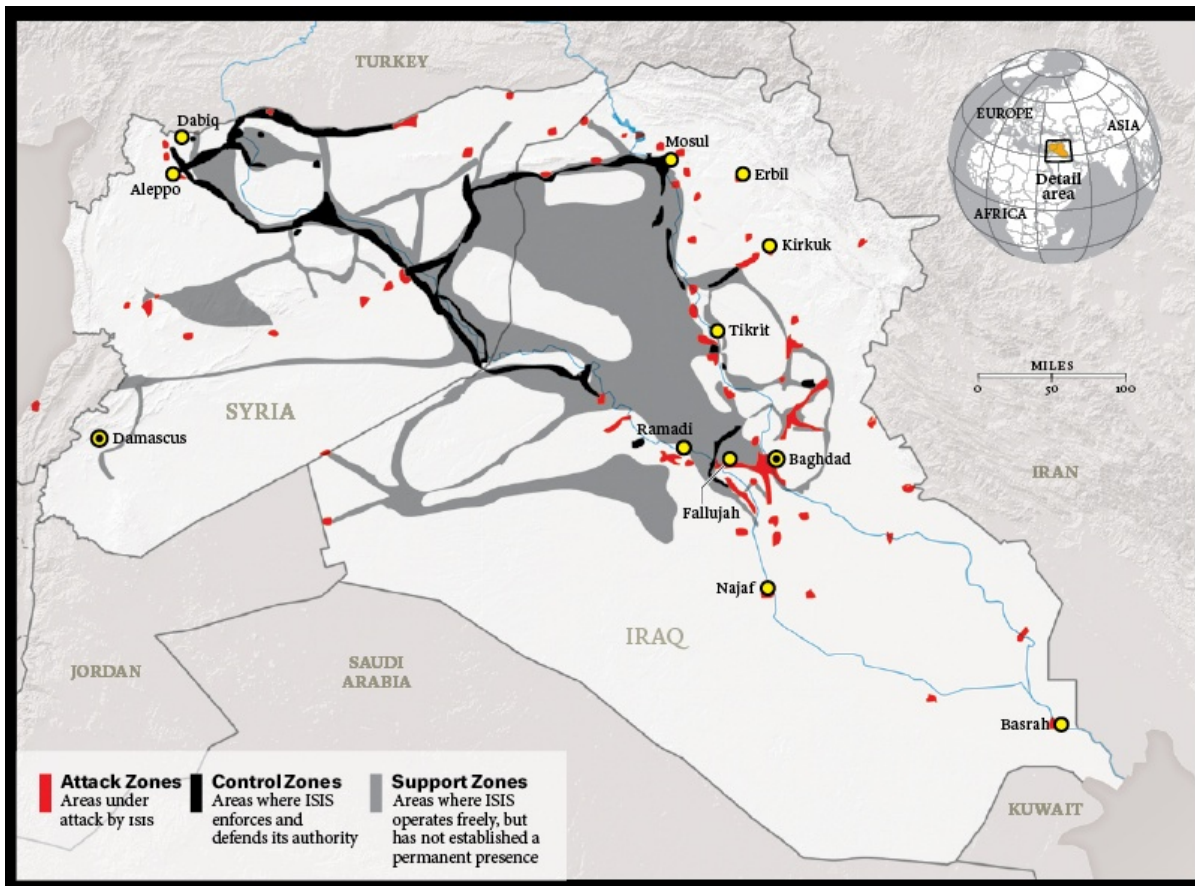 TURKEY
Dabiq
Aleppo
Mosul
Erbil
Kirkuk
Tikrit
SYRIA
Damascus
Ramadi
Baghdad
Fallujah
Najaf
IRAQ
IRAN
JORDAN
SAUDI
ARABIA
Basrah
KUWAIT
EUROPE
ASIA
Detail
area
AFRICA
MILES
0 50 100
Attack Zones
Areas under
attack by ISIS
Control Zones
Areas where ISIS
enforces and
defends its authority
Support Zones
Areas where ISIS
operates freely, but
has not established a
permanent presence